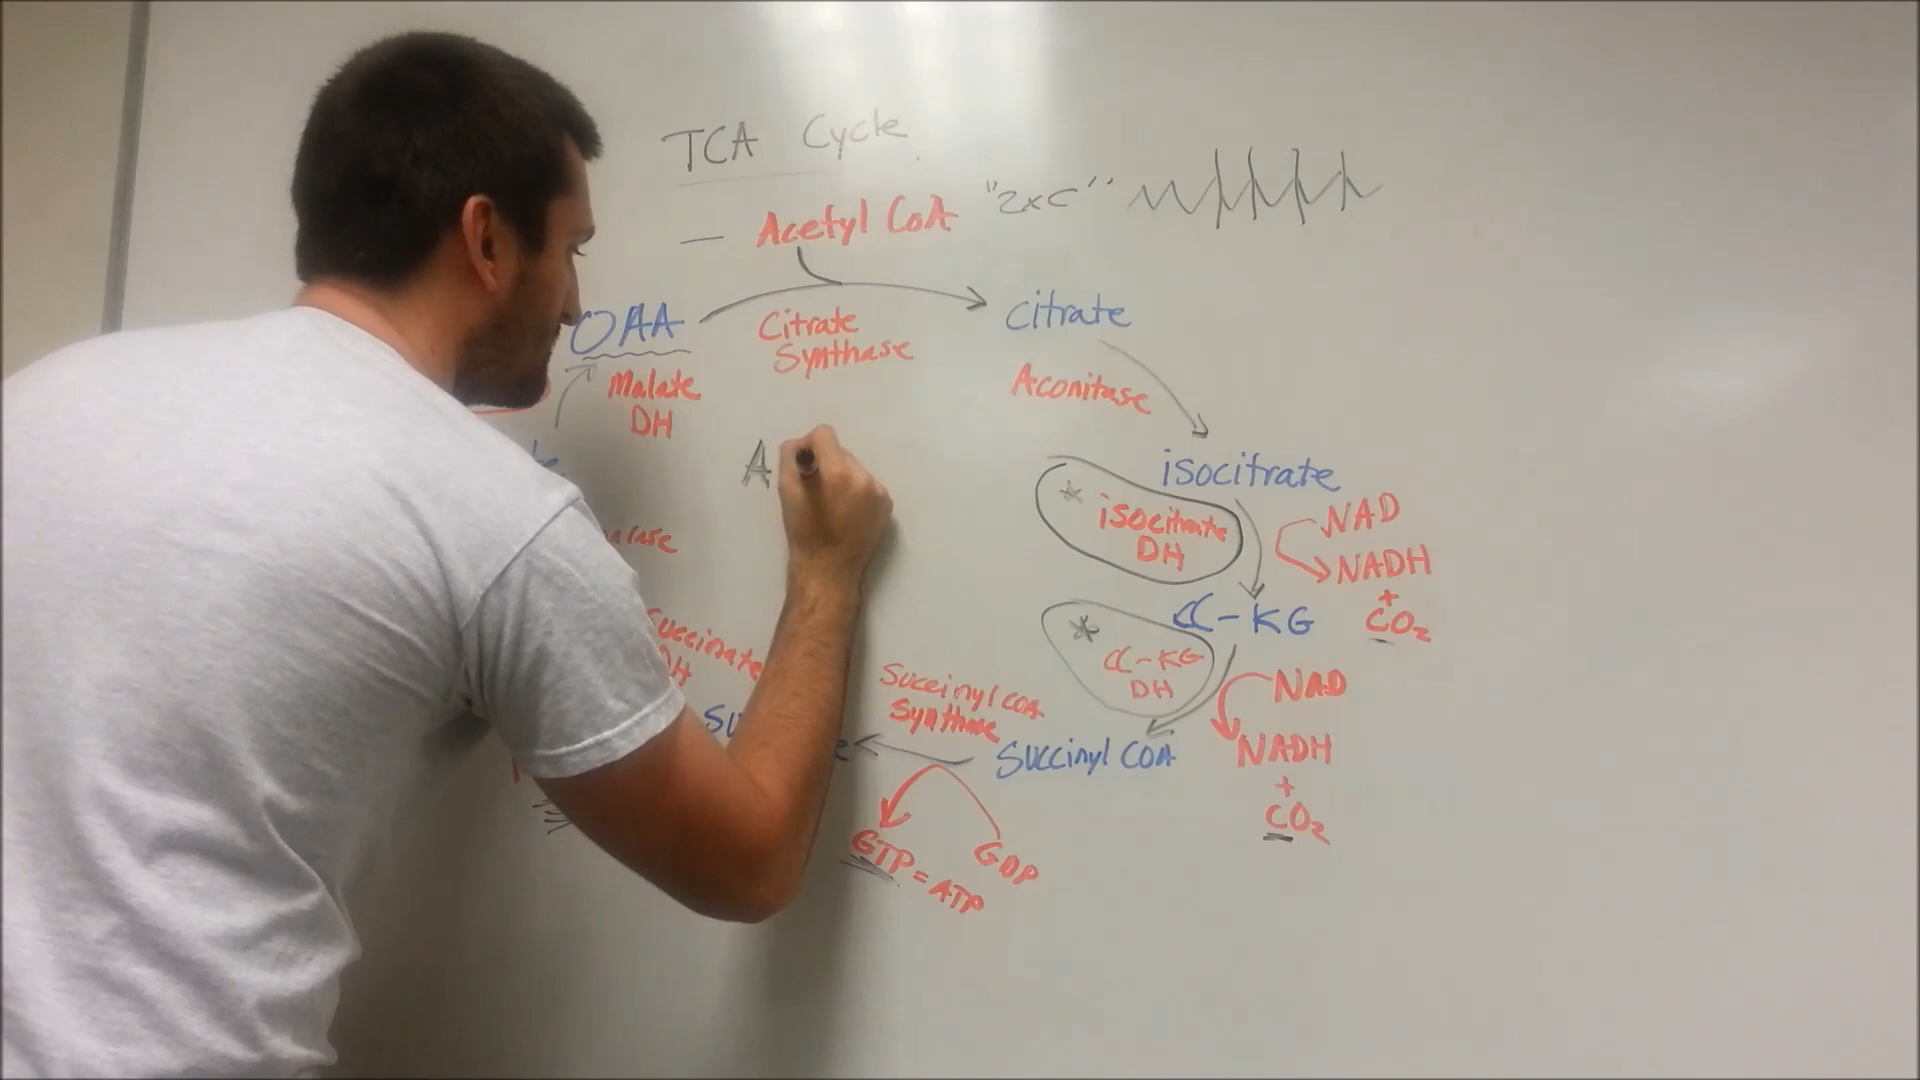 TCA Cycle
Acetyl CoA "2xC"
OAA
Citrate
Synthase
Citrate
Malate
DH
Aconitase
A
isocitrate
* isocitrate
DH
NAD
NADH
+
CO₂
α-KG
* α-KG
DH
NAD
NADH
+
CO₂
Succinate
DH
Succinyl COA
Synthase
Succinyl COA
GTP = ATP
GDP